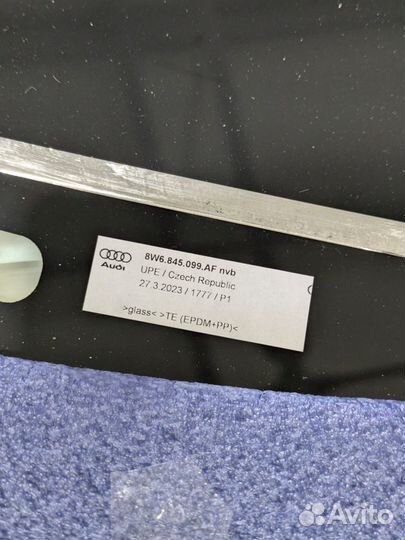 Audi
8W6.845.099.AF nvb
UPE / Czech Republic
27.3.2023 / 1777 / P1
>glass< >TE (EPDM+PP)<
Avito